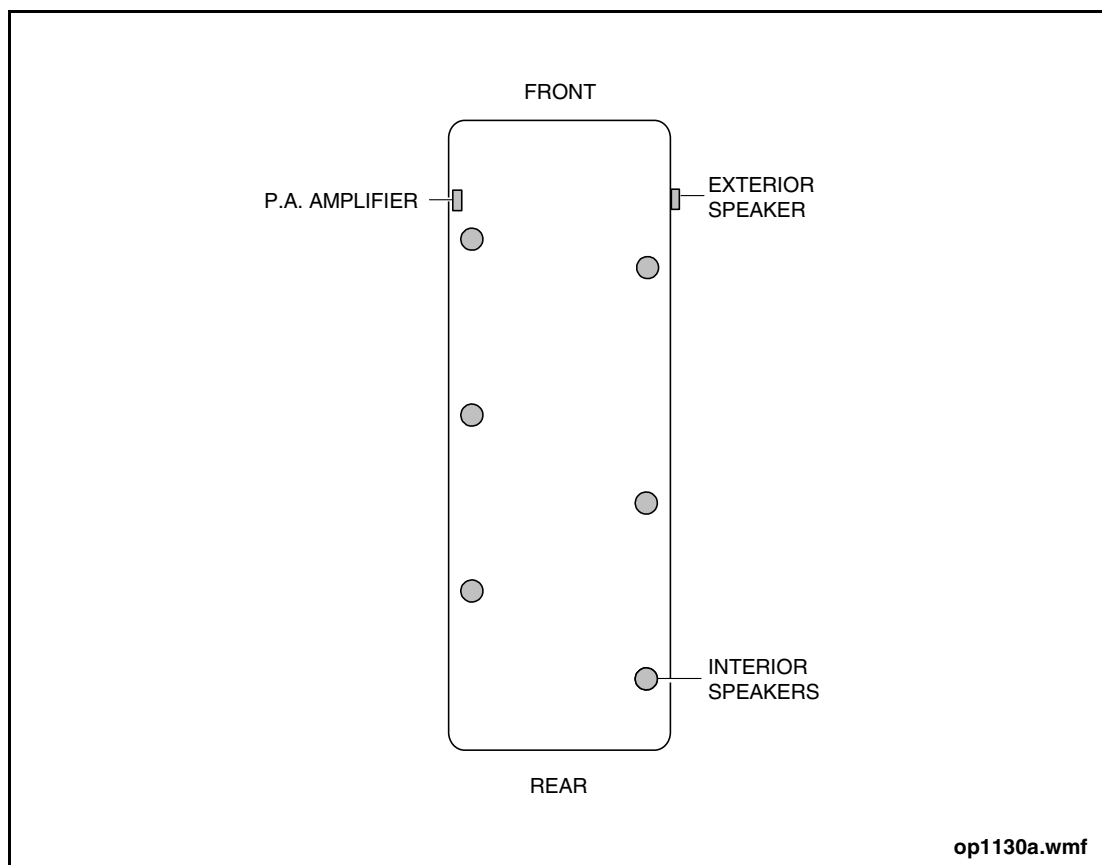 FRONT
P.A. AMPLIFIER
EXTERIOR
SPEAKER
INTERIOR
SPEAKERS
REAR
op1130a.wmf